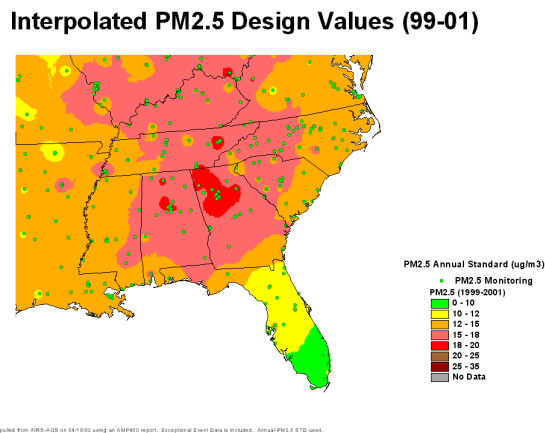 Interpolated PM2.5 Design Values (99-01)
PM2.5 Annual Standard (ug/m3)
PM2.5 Monitoring
PM2.5 (1999-2001)
0 - 10
10 - 12
12 - 15
15 - 18
18 - 20
20 - 25
25 - 35
No Data
pulled from AIRS-AQS on 04/16/02 using an AMP450 report. Exceptional Event Data is included. Annual PM2.5 STD used.